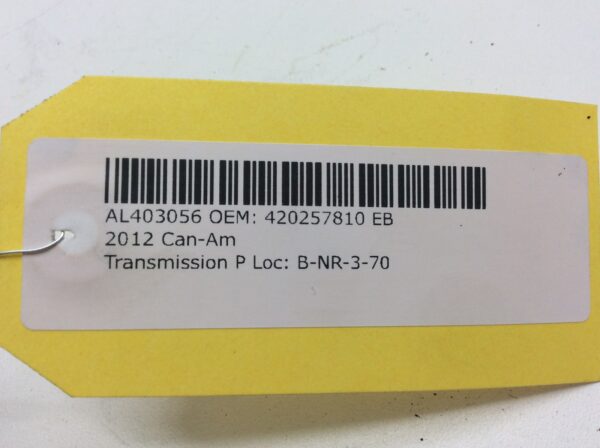 AL403056 OEM: 420257810 EB
2012 Can-Am
Transmission P Loc: B-NR-3-70